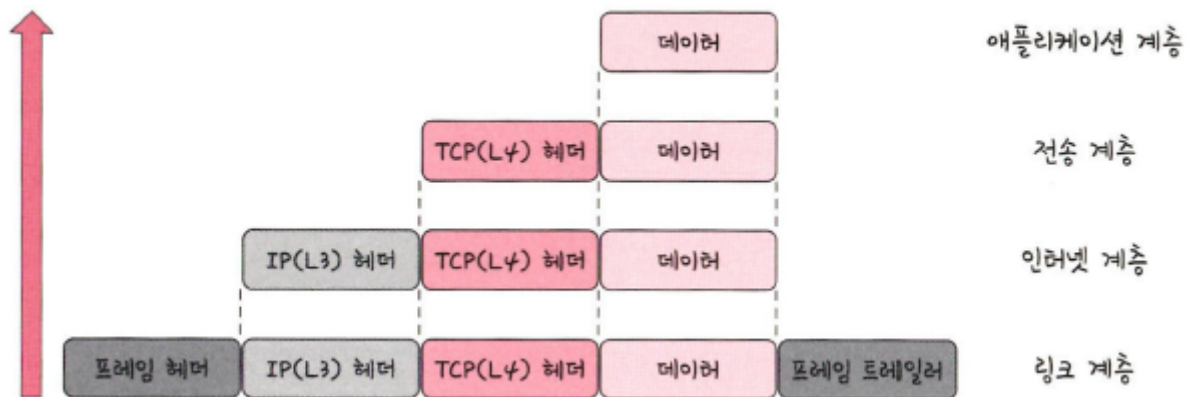 데이터 애플리케이션 계층
TCP(L4) 헤더 데이터 전송 계층
IP(L3) 헤더 TCP(L4) 헤더 데이터 인터넷 계층
프레임 헤더 IP(L3) 헤더 TCP(L4) 헤더 데이터 프레임 트레일러 링크 계층